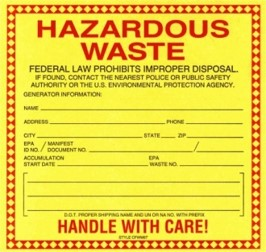 HAZARDOUS
WASTE
FEDERAL LAW PROHIBITS IMPROPER DISPOSAL.
IF FOUND, CONTACT THE NEAREST POLICE OR PUBLIC SAFETY
AUTHORITY OR THE U.S. ENVIRONMENTAL PROTECTION AGENCY.
GENERATOR INFORMATION:
NAME
ADDRESS PHONE
CITY STATE ZIP
EPA / MANIFEST
ID NO. / DOCUMENT NO.
ACCUMULATION EPA
START DATE WASTE NO.
D.O.T. PROPER SHIPPING NAME AND UN OR NA NO. WITH PREFIX
HANDLE WITH CARE!